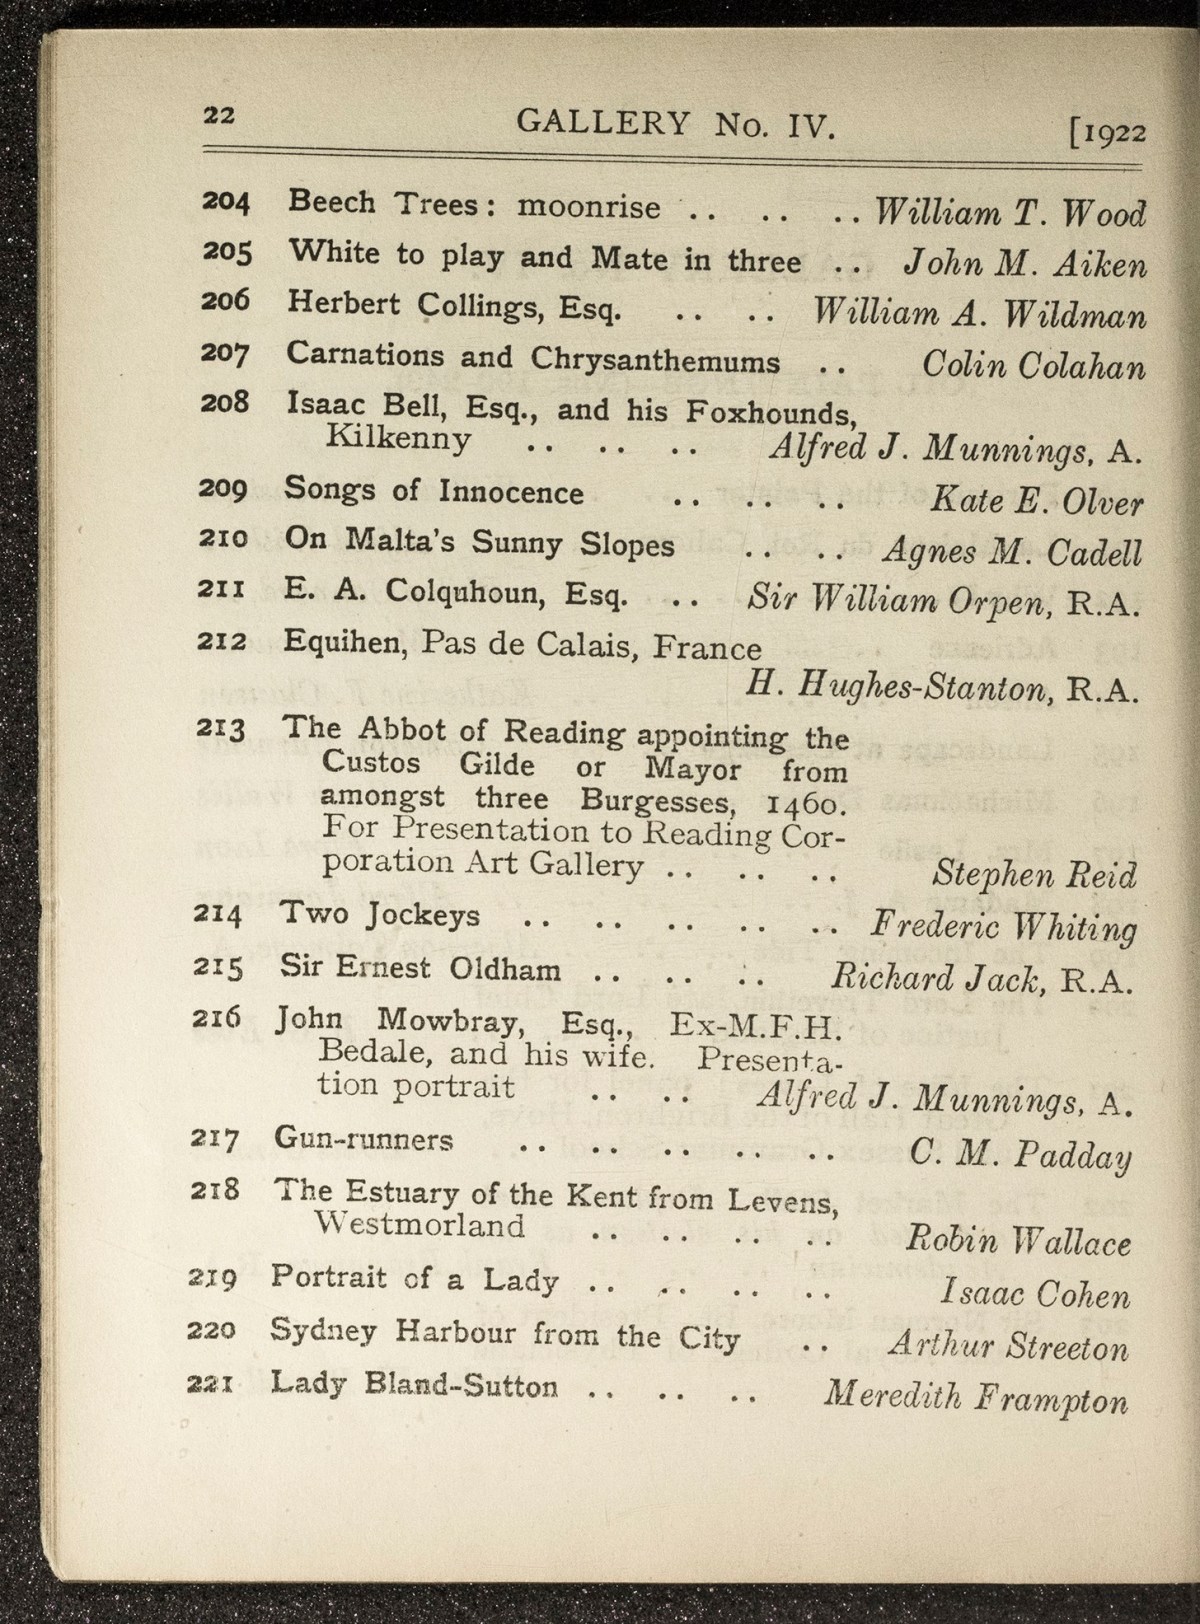 22 GALLERY No. IV. [1922
204 Beech Trees: moonrise .. .. .. William T. Wood
205 White to play and Mate in three .. John M. Aiken
206 Herbert Collings, Esq. .. .. William A. Wildman
207 Carnations and Chrysanthemums .. Colin Colahan
208 Isaac Bell, Esq., and his Foxhounds,
Kilkenny .. .. .. Alfred J. Munnings, A.
209 Songs of Innocence .. .. .. Kate E. Olver
210 On Malta's Sunny Slopes .. .. Agnes M. Cadell
211 E. A. Colquhoun, Esq. .. Sir William Orpen, R.A.
212 Equihen, Pas de Calais, France
H. Hughes-Stanton, R.A.
213 The Abbot of Reading appointing the
Custos Gilde or Mayor from
amongst three Burgesses, 1460.
For Presentation to Reading Cor-
poration Art Gallery .. .. .. Stephen Reid
214 Two Jockeys .. .. .. .. .. Frederic Whiting
215 Sir Ernest Oldham .. .. .. Richard Jack, R.A.
216 John Mowbray, Esq., Ex-M.F.H.
Bedale, and his wife. Presenta-
tion portrait .. .. Alfred J. Munnings, A.
217 Gun-runners .. .. .. .. .. C. M. Padday
218 The Estuary of the Kent from Levens,
Westmorland .. .. .. .. Robin Wallace
219 Portrait of a Lady .. .. .. .. Isaac Cohen
220 Sydney Harbour from the City .. Arthur Streeton
221 Lady Bland-Sutton .. .. .. Meredith Frampton